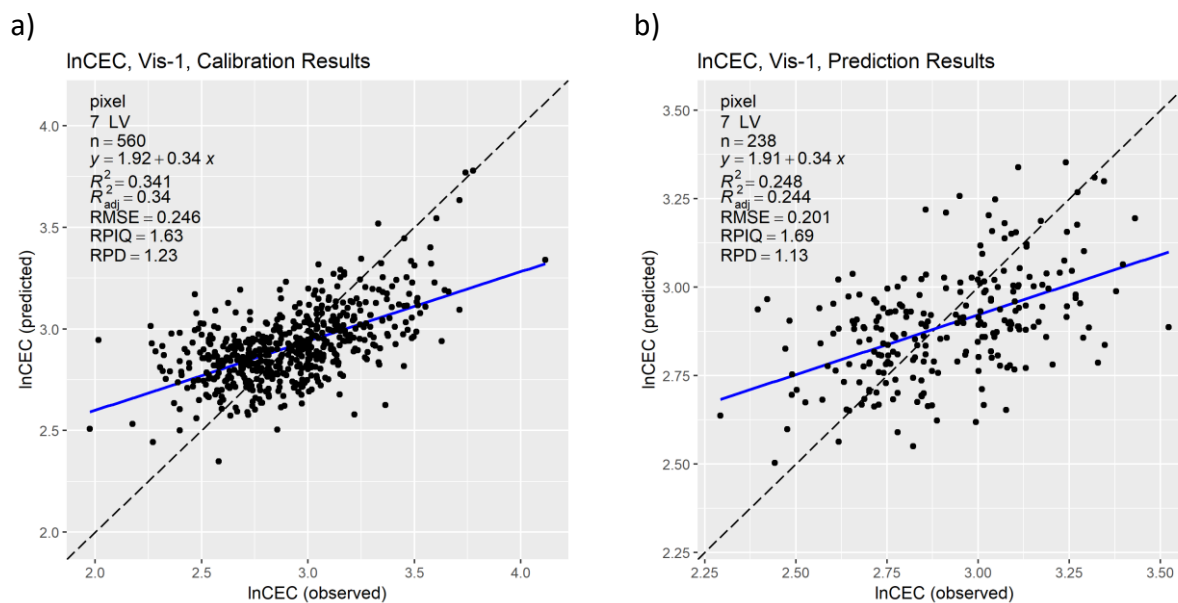 a)
lnCEC, Vis-1, Calibration Results
pixel
7 LV
n = 560
y = 1.92 + 0.34 x
R² = 0.341
R²adj = 0.34
RMSE = 0.246
RPIQ = 1.63
RPD = 1.23
lnCEC (predicted)
4.0
3.5
3.0
2.5
2.0
2.0 2.5 3.0 3.5 4.0
lnCEC (observed)
b)
lnCEC, Vis-1, Prediction Results
pixel
7 LV
n = 238
y = 1.91 + 0.34 x
R² = 0.248
R²adj = 0.244
RMSE = 0.201
RPIQ = 1.69
RPD = 1.13
lnCEC (predicted)
3.50
3.25
3.00
2.75
2.50
2.25
2.25 2.50 2.75 3.00 3.25 3.50
lnCEC (observed)